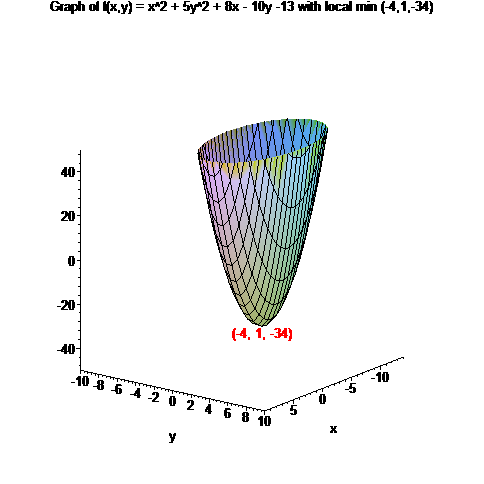 Graph of f(x,y) = x^2 + 5y^2 + 8x - 10y -13 with local min (-4,1,-34)
40
20
0
-20
-40
(-4, 1, -34)
-10 -8 -6 -4 -2 0 2 4 6 8 10
5 0 -5 -10
y
x